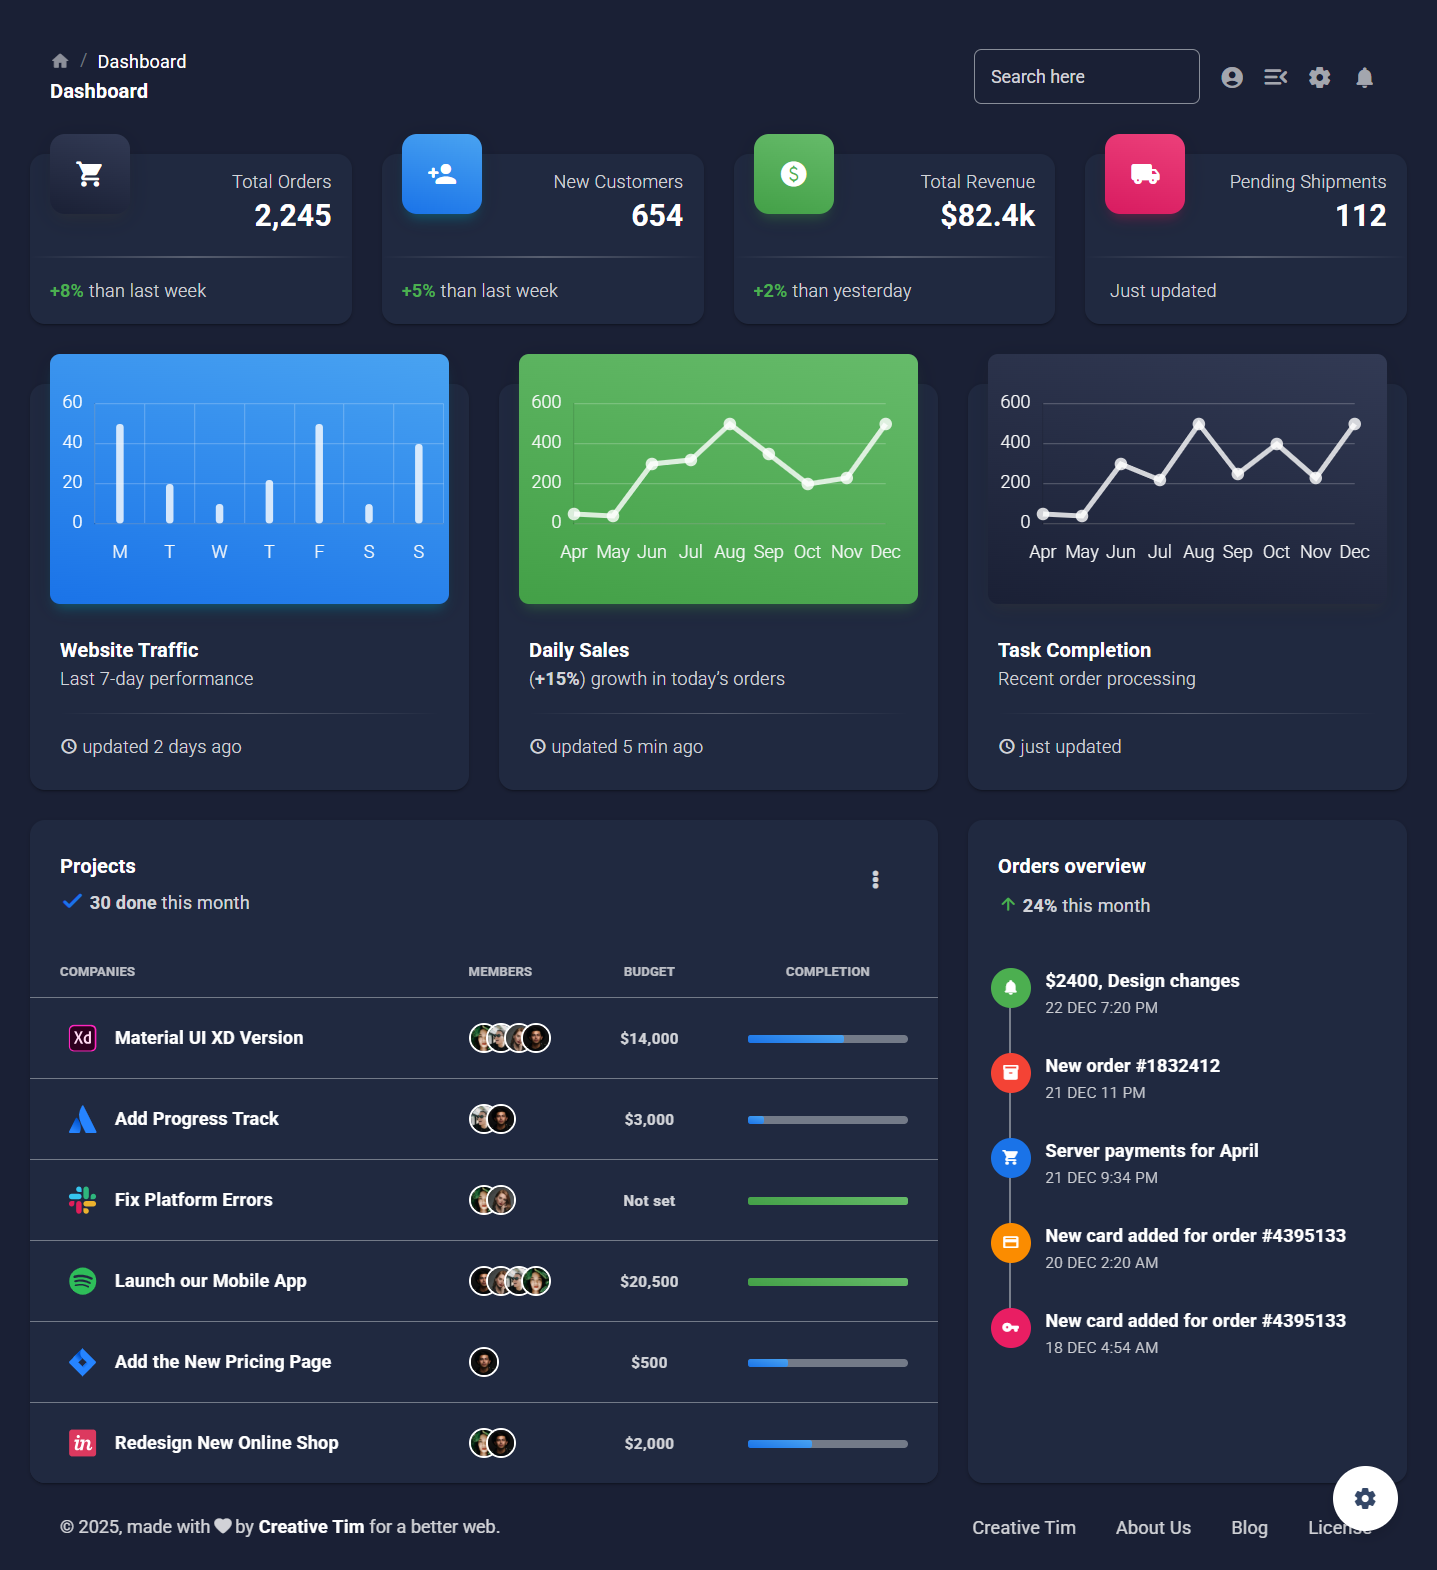 / Dashboard
Dashboard
Search here
Total Orders
2,245
+8% than last week
New Customers
654
+5% than last week
Total Revenue
$82.4k
+2% than yesterday
Pending Shipments
112
Just updated
60
40
20
0
M T W T F S S
Website Traffic
Last 7-day performance
updated 2 days ago
600
400
200
0
Apr May Jun Jul Aug Sep Oct Nov Dec
Daily Sales
(+15%) growth in today’s orders
updated 5 min ago
600
400
200
0
Apr May Jun Jul Aug Sep Oct Nov Dec
Task Completion
Recent order processing
just updated
Projects
30 done this month
COMPANIES MEMBERS BUDGET COMPLETION
Xd Material UI XD Version $14,000
Add Progress Track $3,000
Fix Platform Errors Not set
Launch our Mobile App $20,500
Add the New Pricing Page $500
in Redesign New Online Shop $2,000
Orders overview
24% this month
$2400, Design changes
22 DEC 7:20 PM
New order #1832412
21 DEC 11 PM
Server payments for April
21 DEC 9:34 PM
New card added for order #4395133
20 DEC 2:20 AM
New card added for order #4395133
18 DEC 4:54 AM
© 2025, made with by Creative Tim for a better web.
Creative Tim About Us Blog License